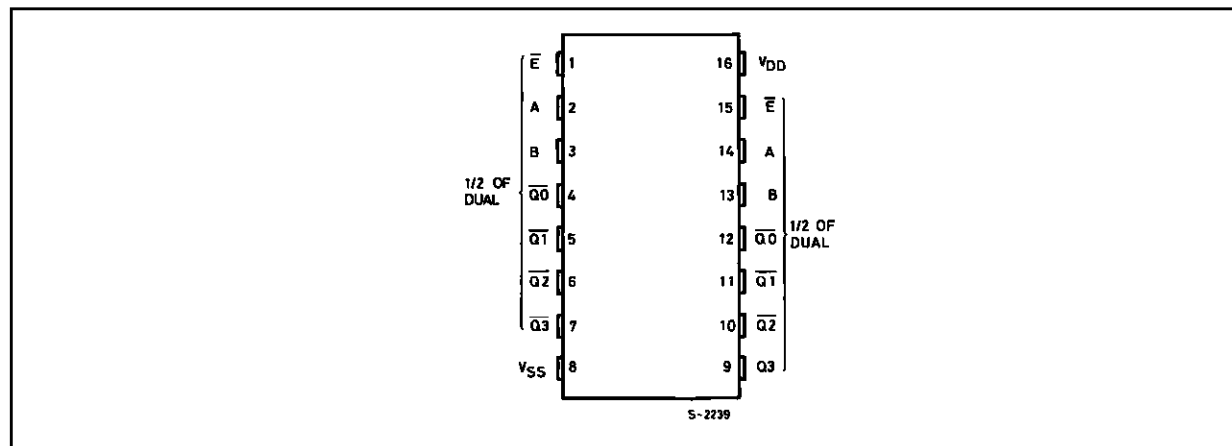 E̅ 1 16 VDD
A 2 15 E̅
B 3 14 A
Q̅0̅ 4 13 B
1/2 OF
DUAL
Q̅1̅ 5 12 Q̅0̅
1/2 OF
DUAL
Q̅2̅ 6 11 Q̅1̅
Q̅3̅ 7 10 Q̅2̅
VSS 8 9 Q3
S-2239